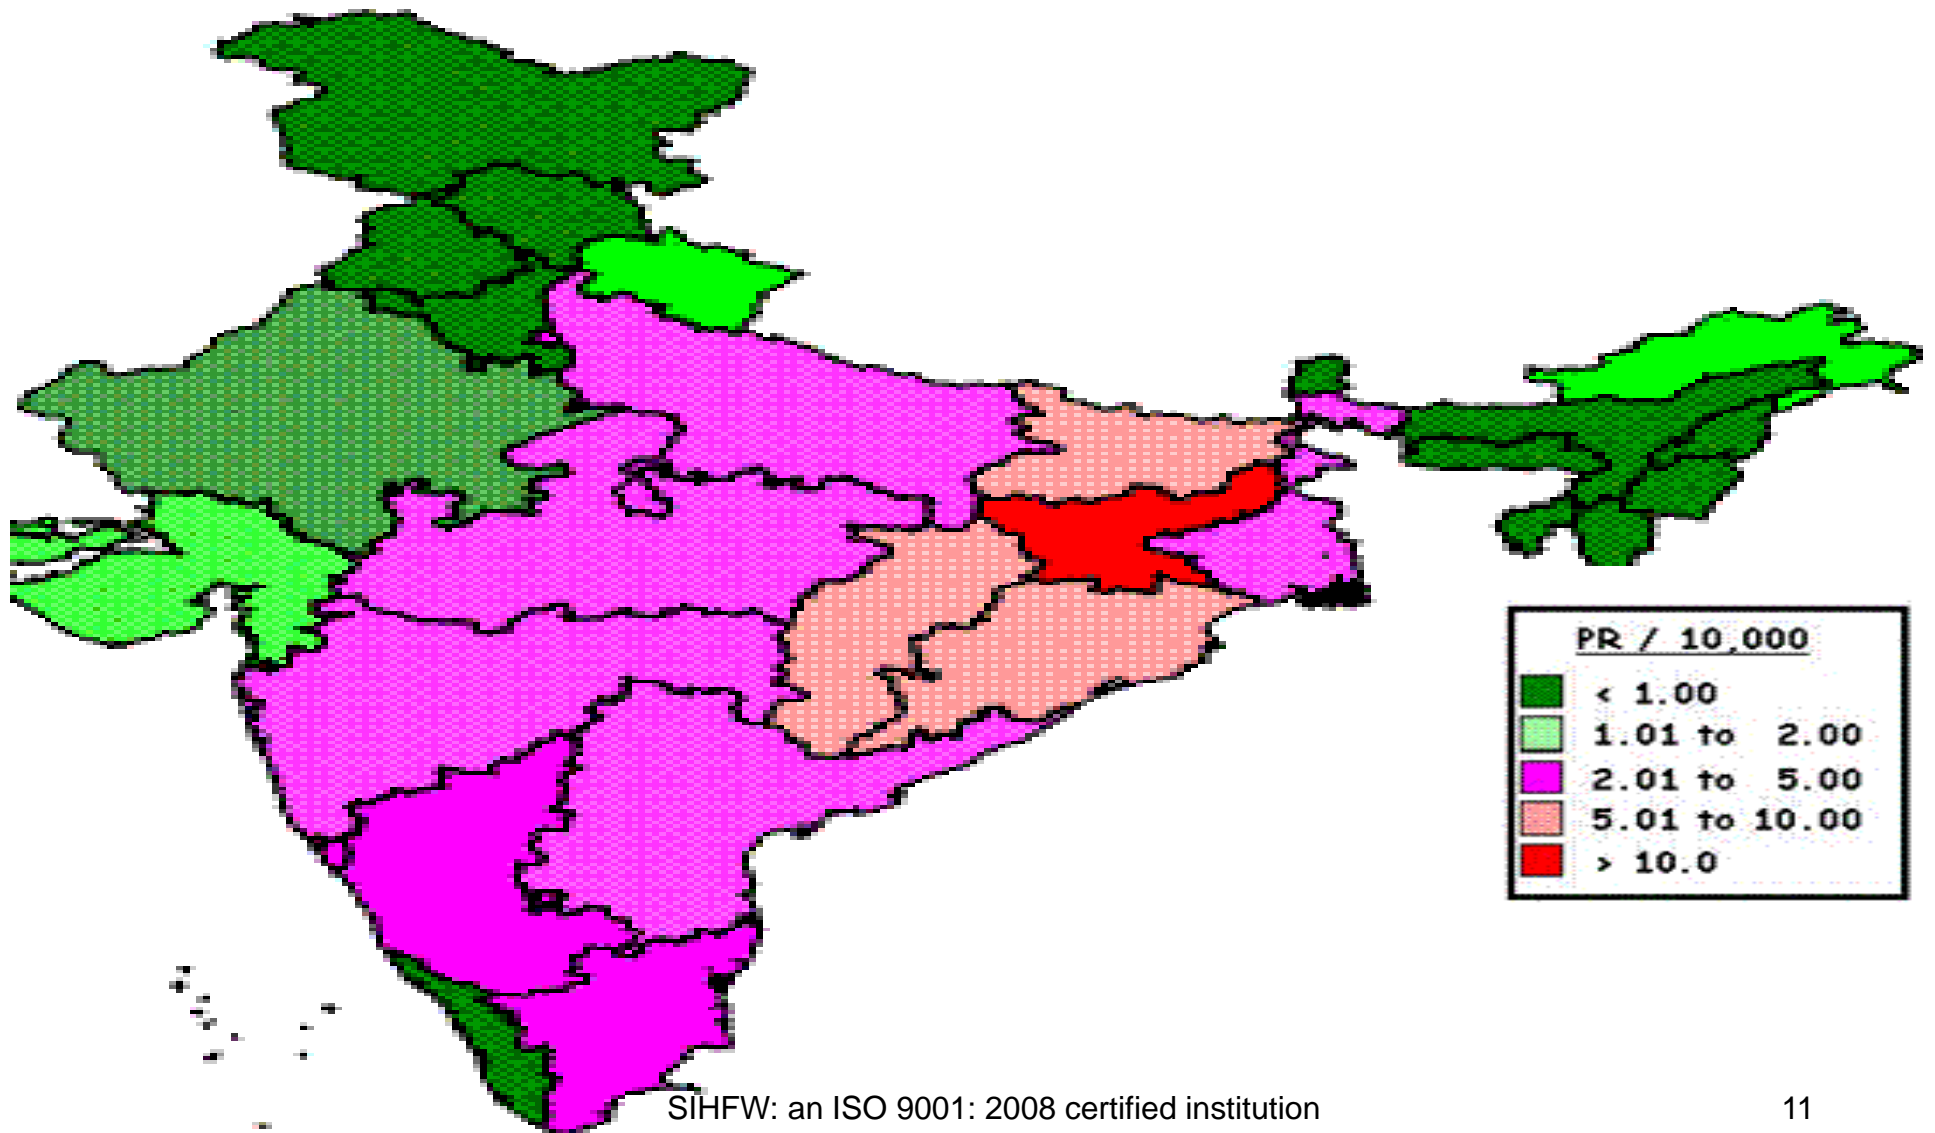 PR / 10,000
< 1.00
1.01 to 2.00
2.01 to 5.00
5.01 to 10.00
> 10.0
SIHFW: an ISO 9001: 2008 certified institution
11